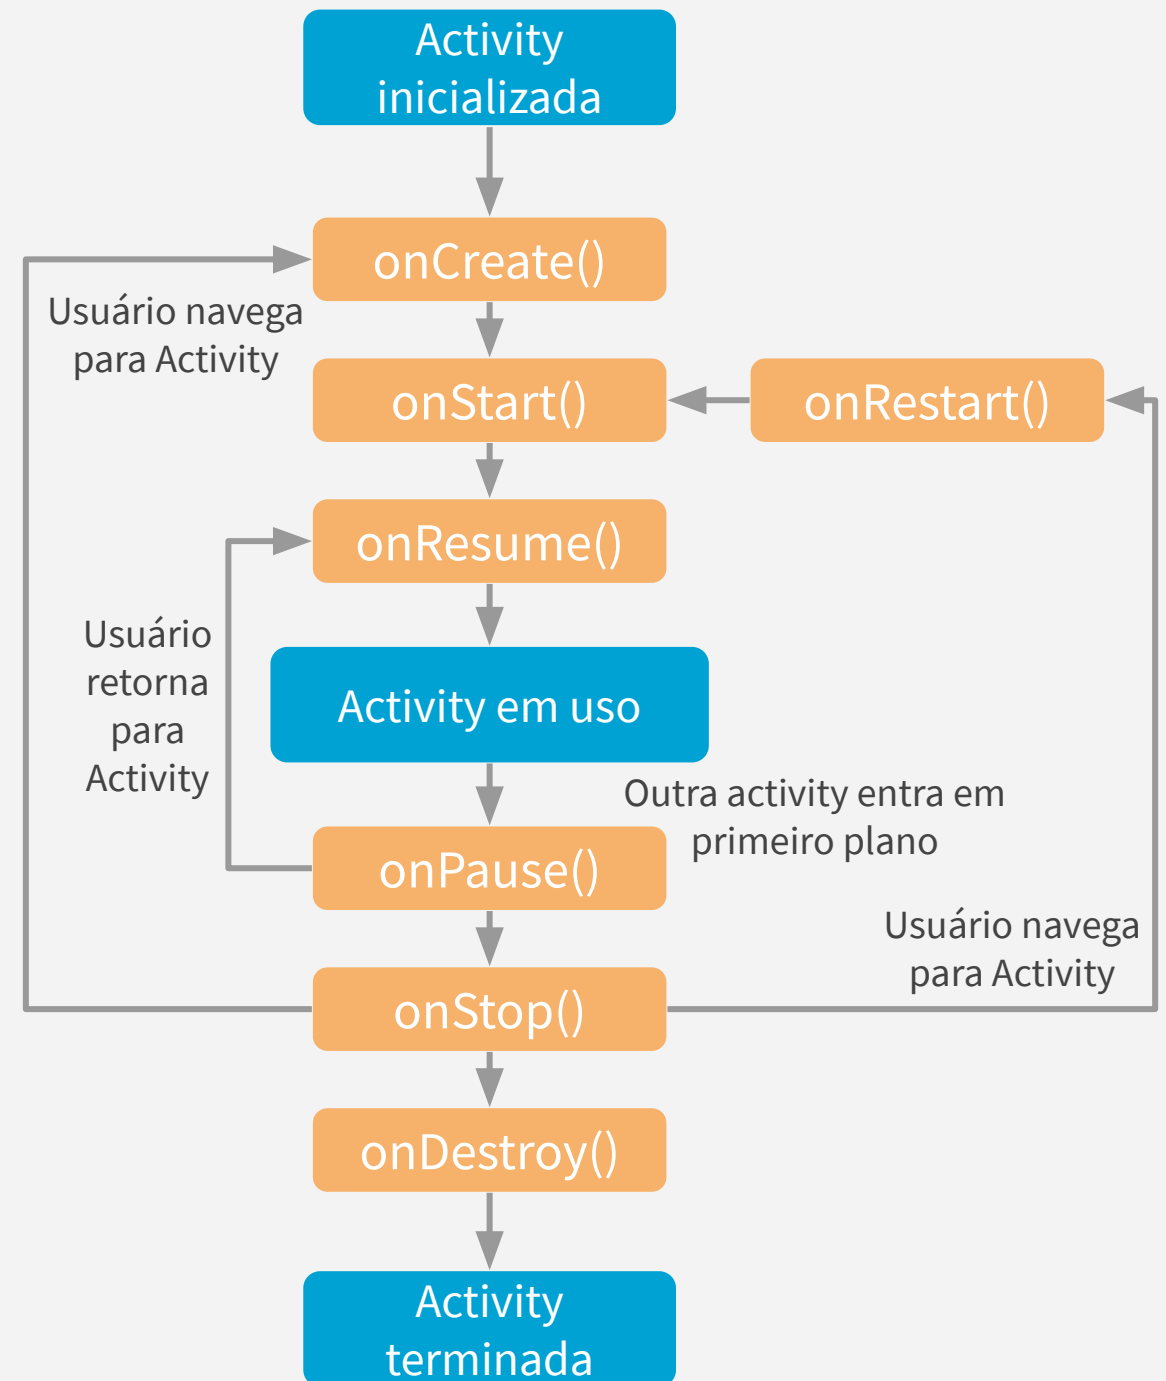 Activity
inicializada
onCreate()
Usuário navega
para Activity
onStart()
onRestart()
onResume()
Usuário
retorna
para
Activity
Activity em uso
Outra activity entra em
primeiro plano
onPause()
Usuário navega
para Activity
onStop()
onDestroy()
Activity
terminada